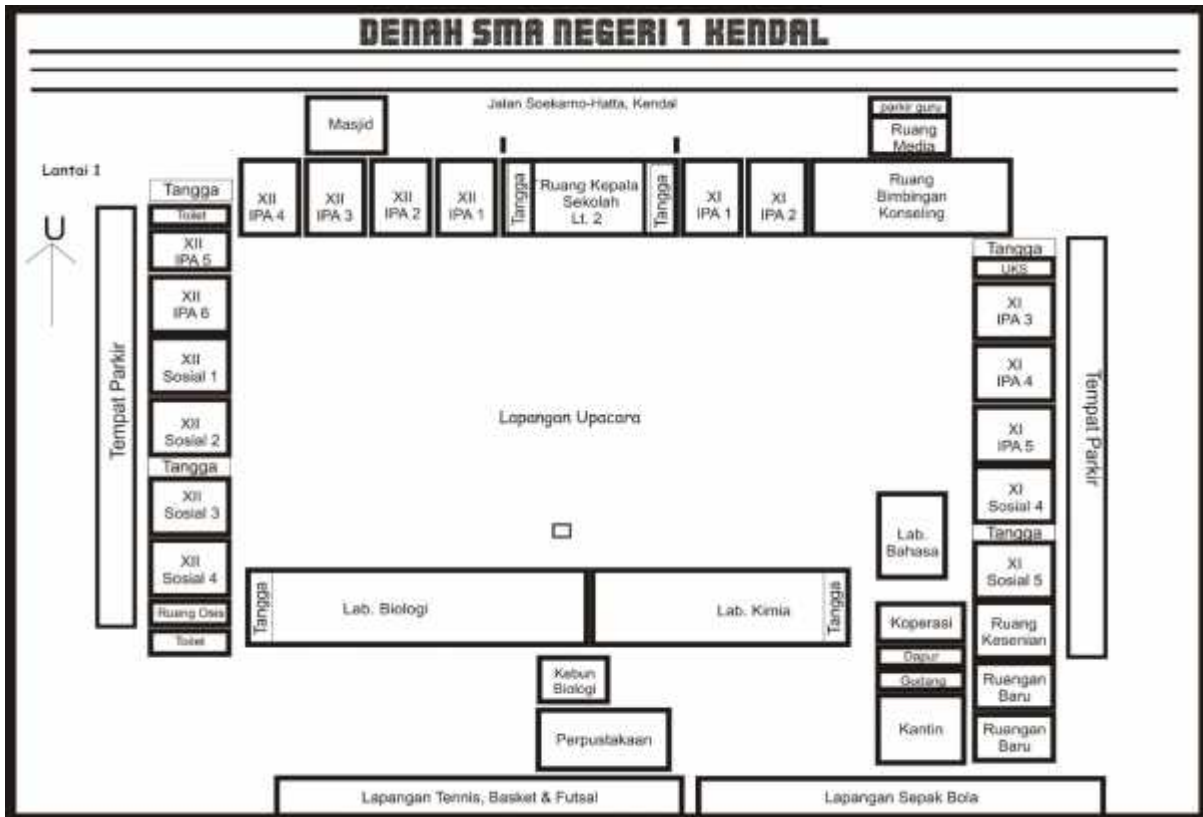 DENAH SMA NEGERI 1 KENDAL
Jalan Soekarno-Hatta, Kendal
Masjid
parkir guru
Ruang
Media
Lantai 1
U
XII
IPA 4
XII
IPA 3
XII
IPA 2
XII
IPA 1
Tangga
Ruang Kepala
Sekolah
Lt. 2
Tangga
XI
IPA 1
XI
IPA 2
Ruang
Bimbingan
Konseling
Tempat Parkir
Tangga
Toilet
XII
IPA 5
XII
IPA 6
XII
Sosial 1
XII
Sosial 2
Tangga
XII
Sosial 3
XII
Sosial 4
Ruang Osis
Toilet
Lapangan Upacara
Tangga
UKS
XI
IPA 3
XI
IPA 4
XI
IPA 5
XI
Sosial 4
Tangga
XI
Sosial 5
Ruang
Kesenian
Ruangan
Baru
Ruangan
Baru
Tempat Parkir
Lab.
Bahasa
Koperasi
Dapur
Gudang
Kantin
Tangga
Lab. Biologi
Lab. Kimia
Tangga
Kebun
Biologi
Perpustakaan
Lapangan Tennis, Basket & Futsal
Lapangan Sepak Bola